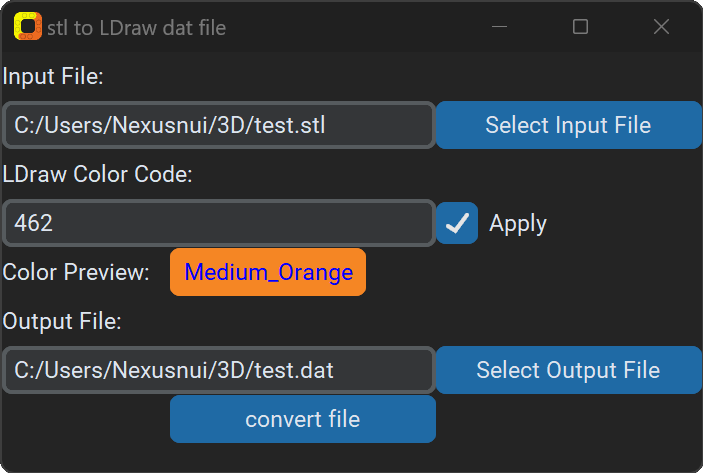 stl to LDraw dat file
Input File:
C:/Users/Nexusnui/3D/test.stl Select Input File
LDraw Color Code:
462 Apply
Color Preview: Medium_Orange
Output File:
C:/Users/Nexusnui/3D/test.dat Select Output File
convert file